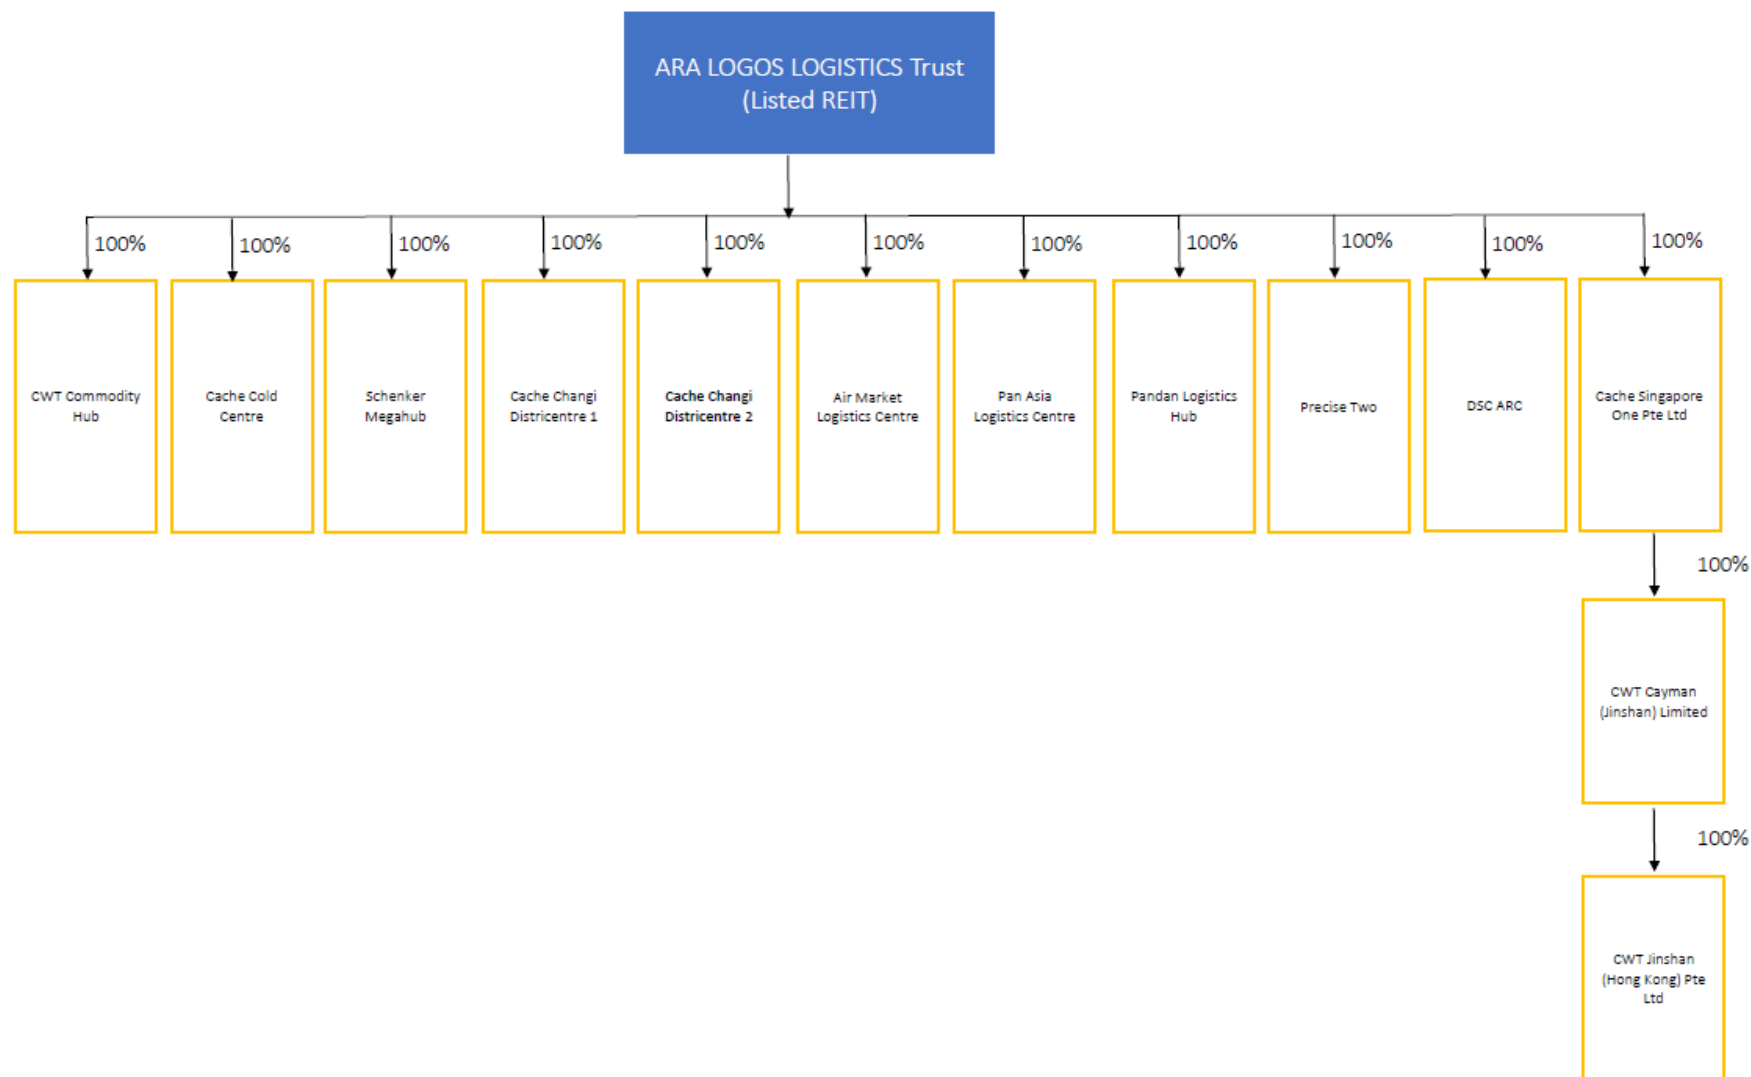 ARA LOGOS LOGISTICS Trust
(Listed REIT)
100%
100%
100%
100%
100%
100%
100%
100%
100%
100%
100%
CWT Commodity
Hub
Cache Cold
Centre
Schenker
Megahub
Cache Changi
Districentre 1
Cache Changi
Districentre 2
Air Market
Logistics Centre
Pan Asia
Logistics Centre
Pandan Logistics
Hub
Precise Two
DSC ARC
Cache Singapore
One Pte Ltd
100%
CWT Cayman
(Jinshan) Limited
100%
CWT Jinshan
(Hong Kong) Pte
Ltd